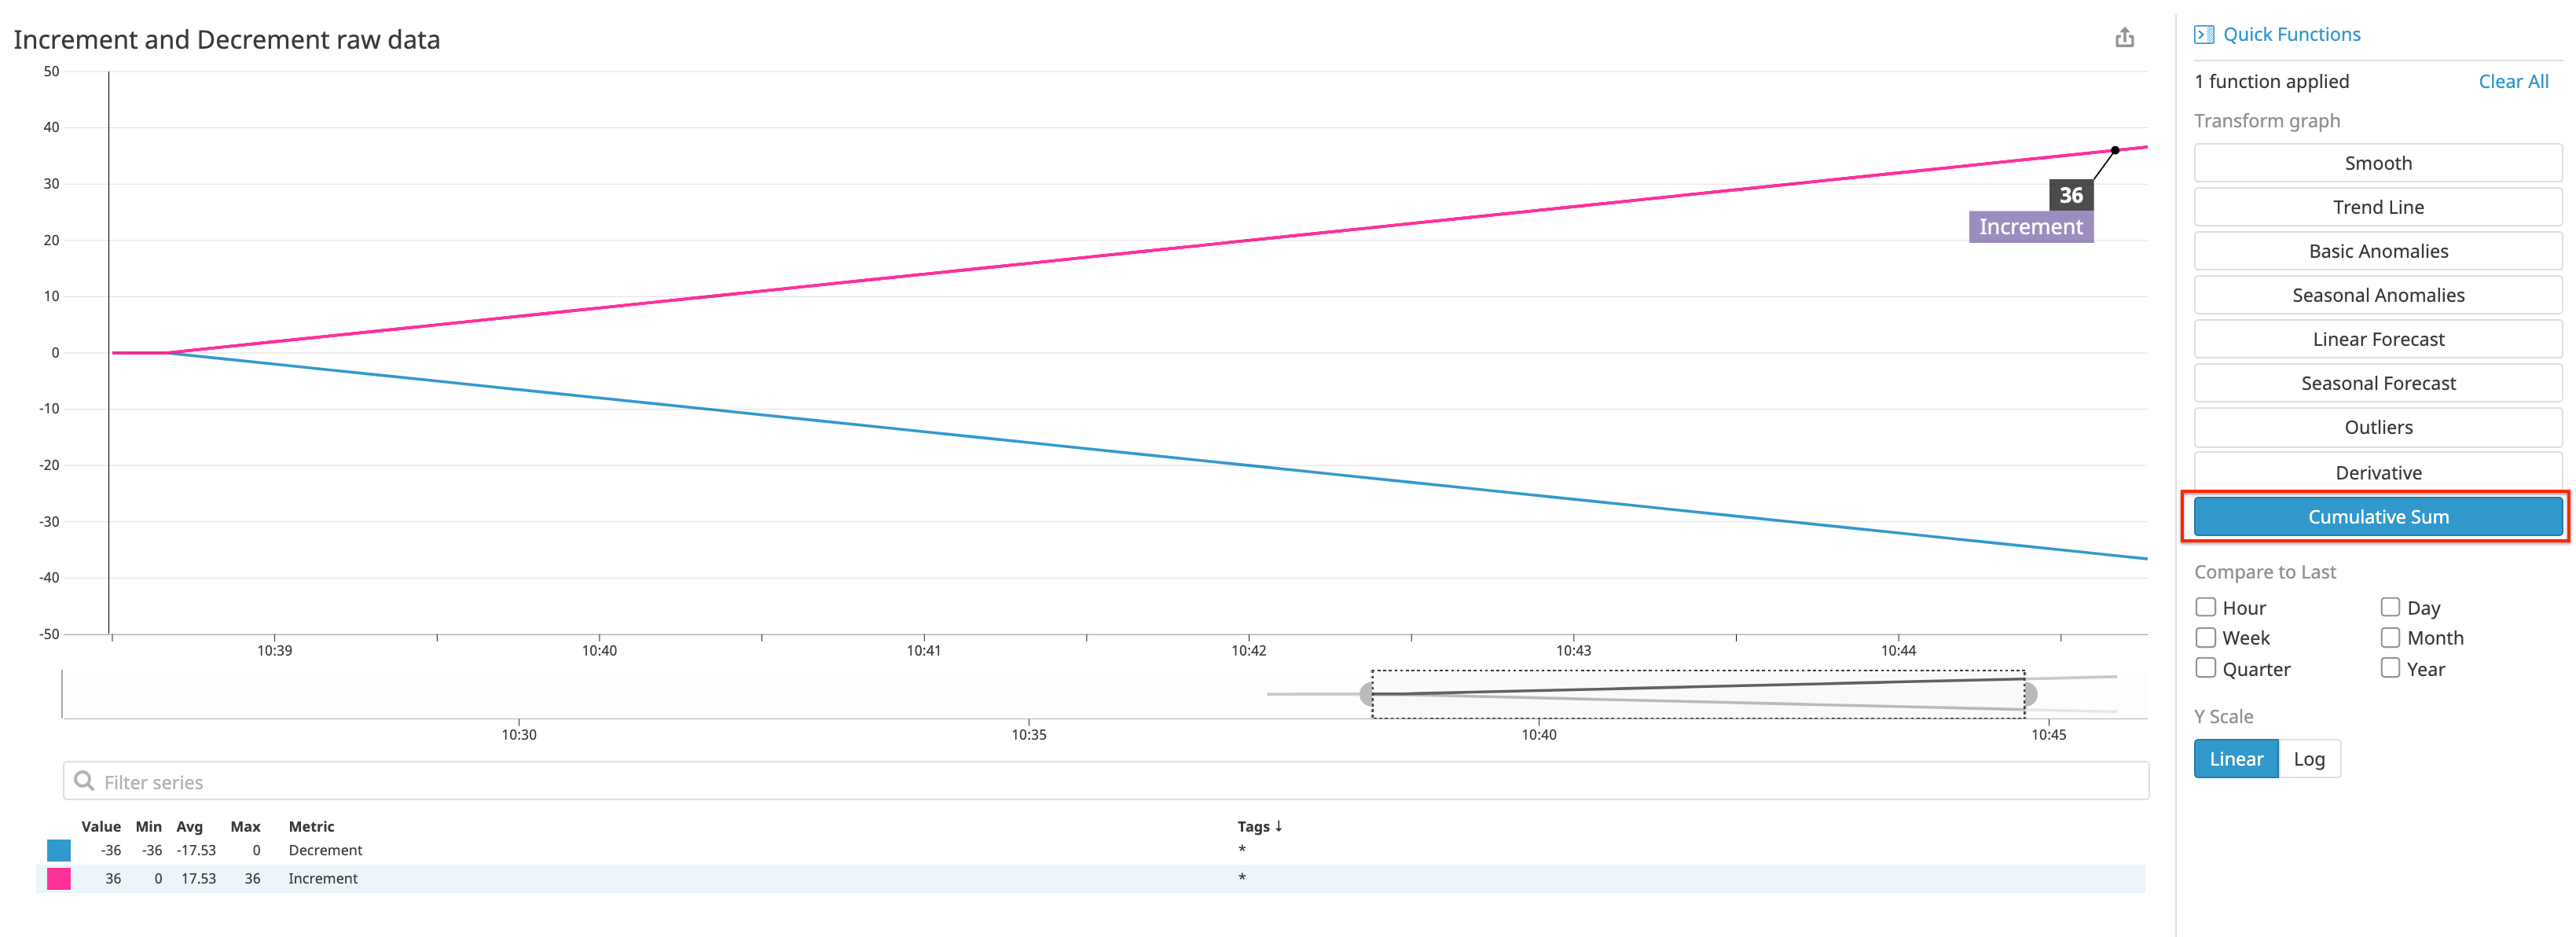 Increment and Decrement raw data
50
40
30
20
10
0
-10
-20
-30
-40
-50
36
Increment
10:39 10:40 10:41 10:42 10:43 10:44
10:30 10:35 10:40 10:45
Filter series
Value Min Avg Max Metric Tags ↓
-36 -36 -17.53 0 Decrement *
36 0 17.53 36 Increment *
Quick Functions
1 function applied Clear All
Transform graph
Smooth
Trend Line
Basic Anomalies
Seasonal Anomalies
Linear Forecast
Seasonal Forecast
Outliers
Derivative
Cumulative Sum
Compare to Last
Hour Day
Week Month
Quarter Year
Y Scale
Linear Log